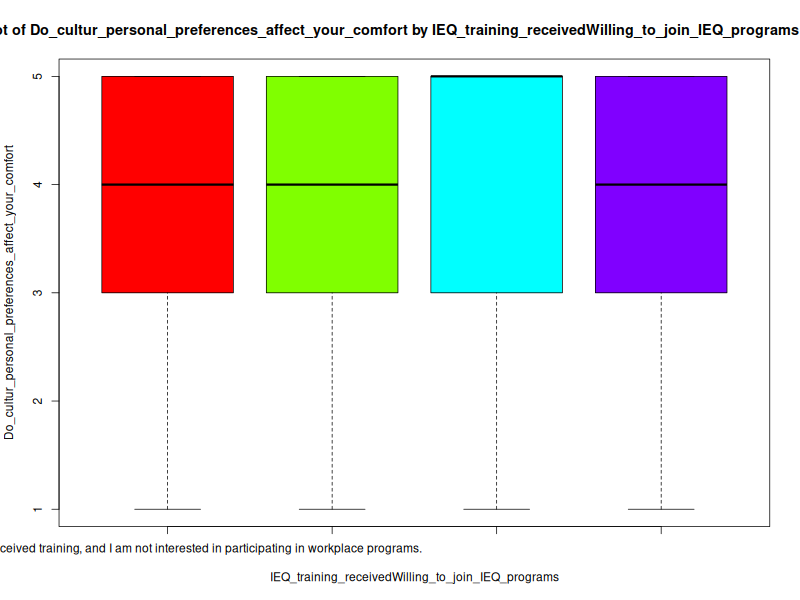 ot of Do_cultur_personal_preferences_affect_your_comfort by IEQ_training_receivedWilling_to_join_IEQ_programs
Do_cultur_personal_preferences_affect_your_comfort
5
4
3
2
1
ceived training, and I am not interested in participating in workplace programs.
IEQ_training_receivedWilling_to_join_IEQ_programs